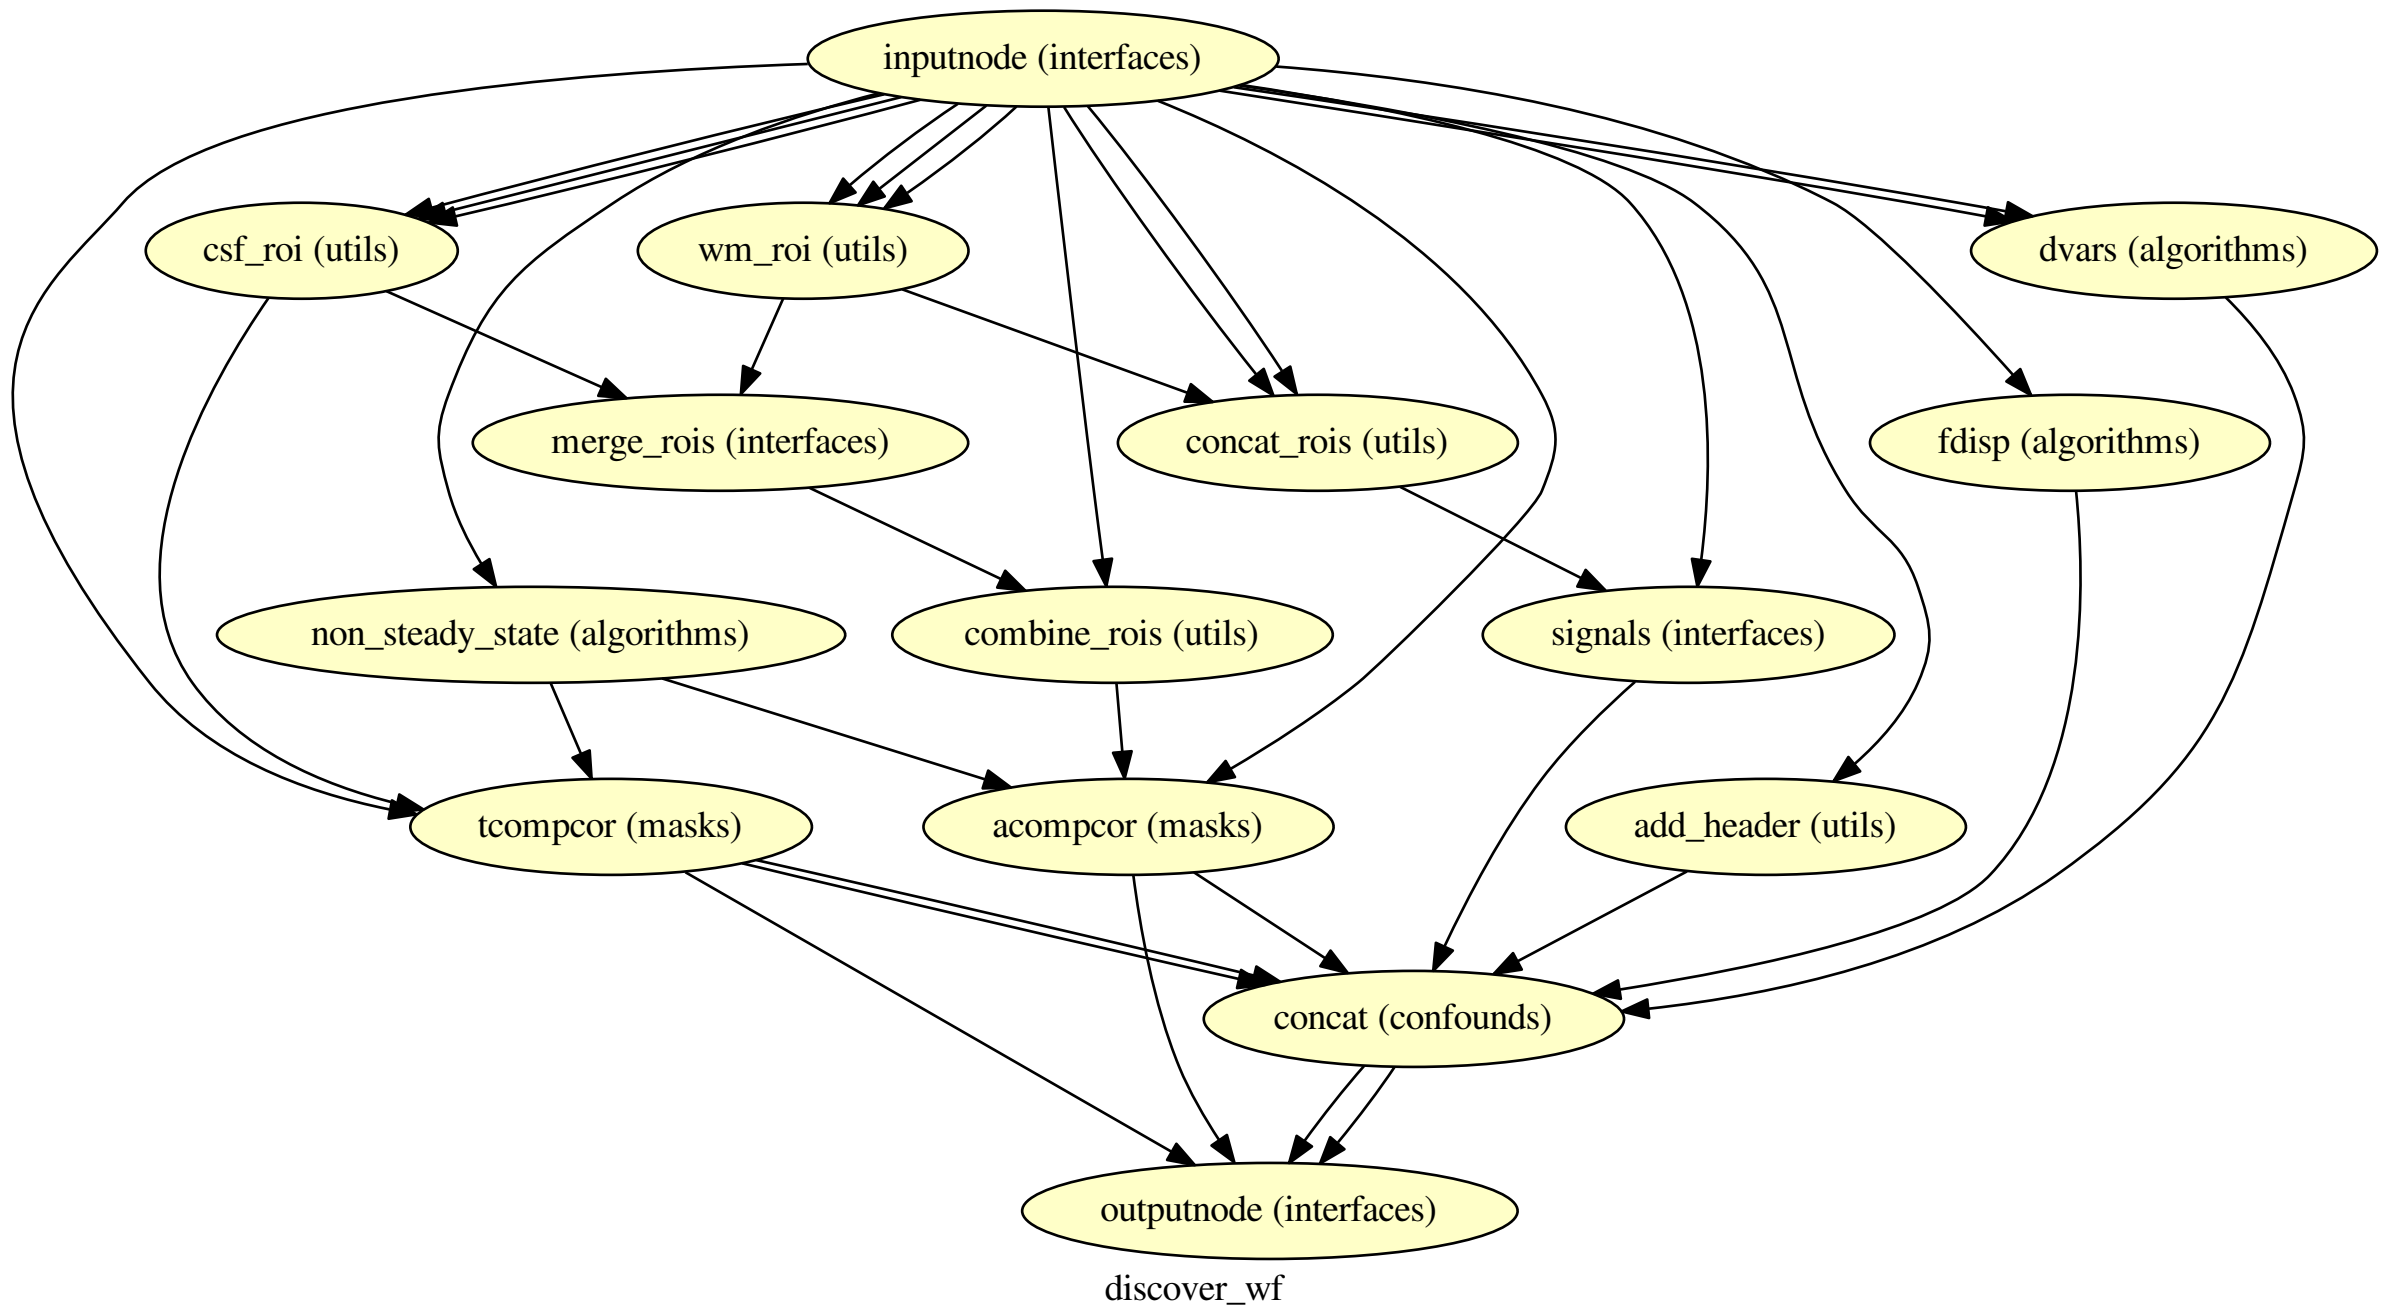 inputnode (interfaces)
csf_roi (utils)
wm_roi (utils)
dvars (algorithms)
merge_rois (interfaces)
concat_rois (utils)
fdisp (algorithms)
non_steady_state (algorithms)
combine_rois (utils)
signals (interfaces)
tcompcor (masks)
acompcor (masks)
add_header (utils)
concat (confounds)
outputnode (interfaces)
discover_wf